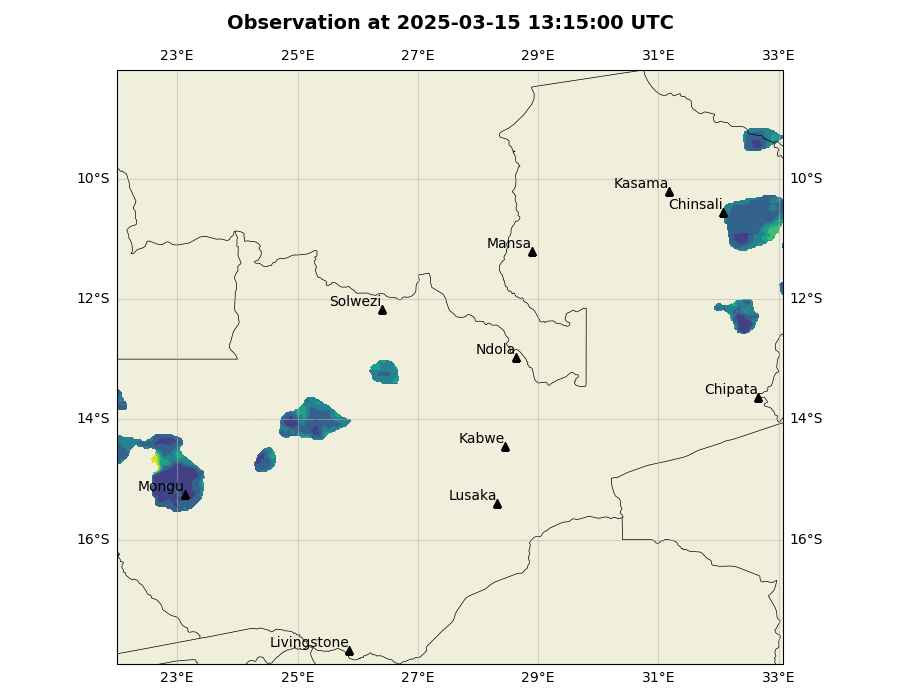 Observation at 2025-03-15 13:15:00 UTC
23°E 25°E 27°E 29°E 31°E 33°E
10°S 10°S
Kasama
Chinsali
Mansa
12°S 12°S
Solwezi
Ndola
Chipata
14°S 14°S
Kabwe
Mongu
Lusaka
16°S 16°S
Livingstone
23°E 25°E 27°E 29°E 31°E 33°E